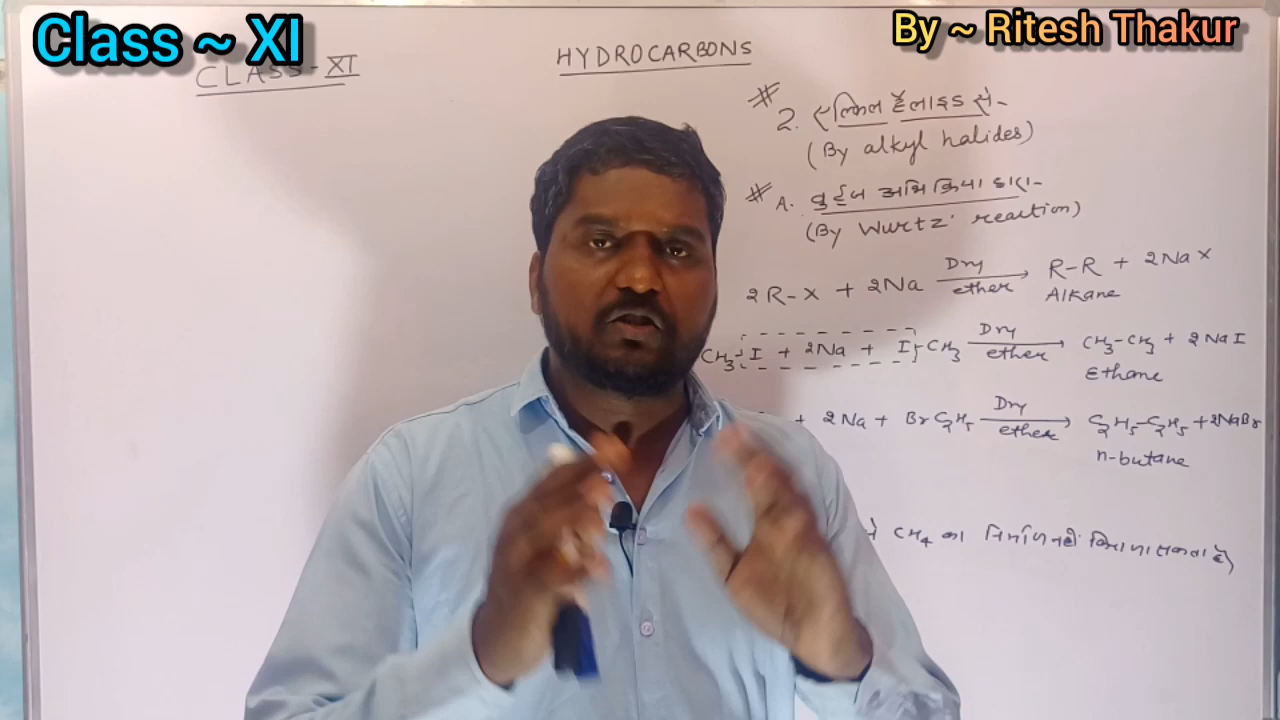 Class ~ XI
By ~ Ritesh Thakur
CLASS-XI
HYDROCARBONS
# 2. एल्किल हैलाइड से-
(By alkyl halides)
# A. वुर्ट्ज अभिक्रिया द्वारा-
(By Wurtz' reaction)
2R-X + 2Na Dry ether → R-R + 2NaX
Alkane
CH₃-I + 2Na + I-CH₃ Dry ether → CH₃-CH₃ + 2NaI
Ethane
+ 2Na + BrC₂H₅ Dry ether → C₂H₅-C₂H₅ + 2NaBr
n-butane
से CH₄ का निर्माण नहीं किया जा सकता है